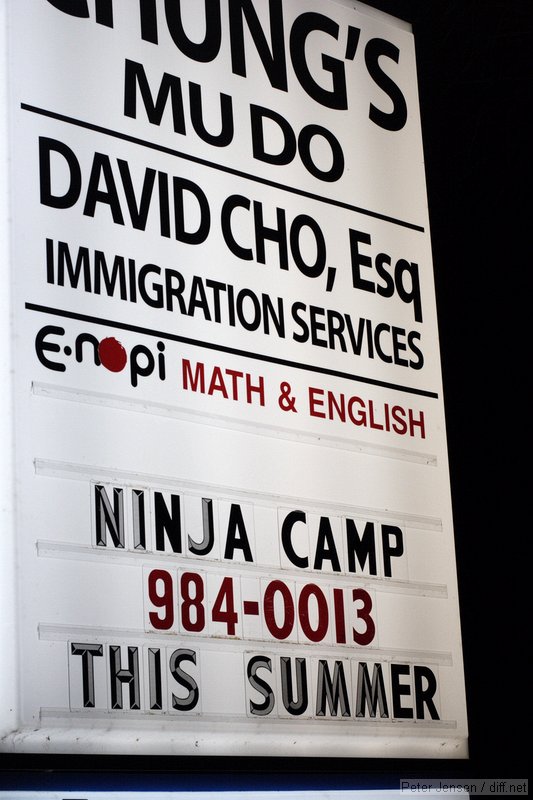 CHUNG'S
MU DO
DAVID CHO, Esq
IMMIGRATION SERVICES
E·nopi MATH & ENGLISH
NINJA CAMP
984-0013
THIS SUMMER
Peter Jensen / diff.net